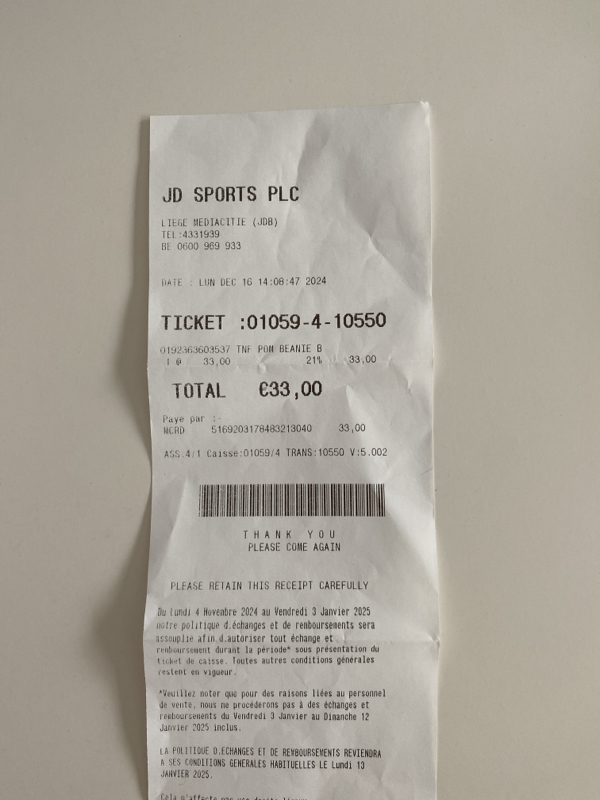 JD SPORTS PLC
LIEGE MEDIACITIE (JDB)
TEL:4331939
BE 0600 969 933
DATE : LUN DEC 16 14:08:47 2024
TICKET :01059-4-10550
0192363603537 TNF POM BEANIE B
1 @ 33,00 21% 33,00
TOTAL €33,00
Paye par :-
MCRD 5169203178483213040 33,00
ASS:4/1 Caisse:01059/4 TRANS:10550 V:5.002
THANK YOU
PLEASE COME AGAIN
PLEASE RETAIN THIS RECEIPT CAREFULLY
Du Lundi 4 Novembre 2024 au Vendredi 3 Janvier 2025
notre politique d.échanges et de remboursements sera
assouplie afin d.autoriser tout échange et
remboursement durant la période* sous présentation du
ticket de caisse. Toutes autres conditions générales
restent en vigueur.
*Veuillez noter que pour des raisons liées au personnel
de vente, nous ne procéderons pas à des échanges et
remboursements du Vendredi 3 Janvier au Dimanche 12
Janvier 2025 inclus.
LA POLITIQUE D.ECHANGES ET DE REMBOURSEMENTS REVIENDRA
A SES CONDITIONS GENERALES HABITUELLES LE Lundi 13
JANVIER 2025.
Cela n'affecte pas vos droits